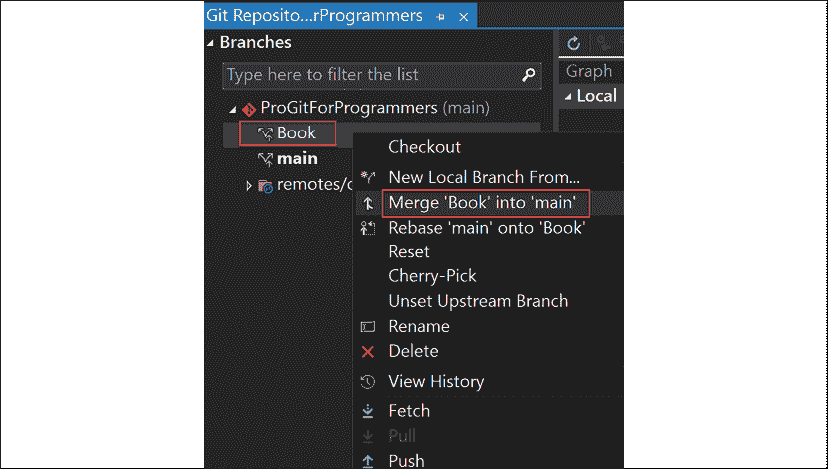 Git Reposito...rProgrammers
Branches
Type here to filter the list
Graph
Local
ProGitForProgrammers (main)
Book
main
remotes/
Checkout
New Local Branch From...
Merge 'Book' into 'main'
Rebase 'main' onto 'Book'
Reset
Cherry-Pick
Unset Upstream Branch
Rename
Delete
View History
Fetch
Pull
Push